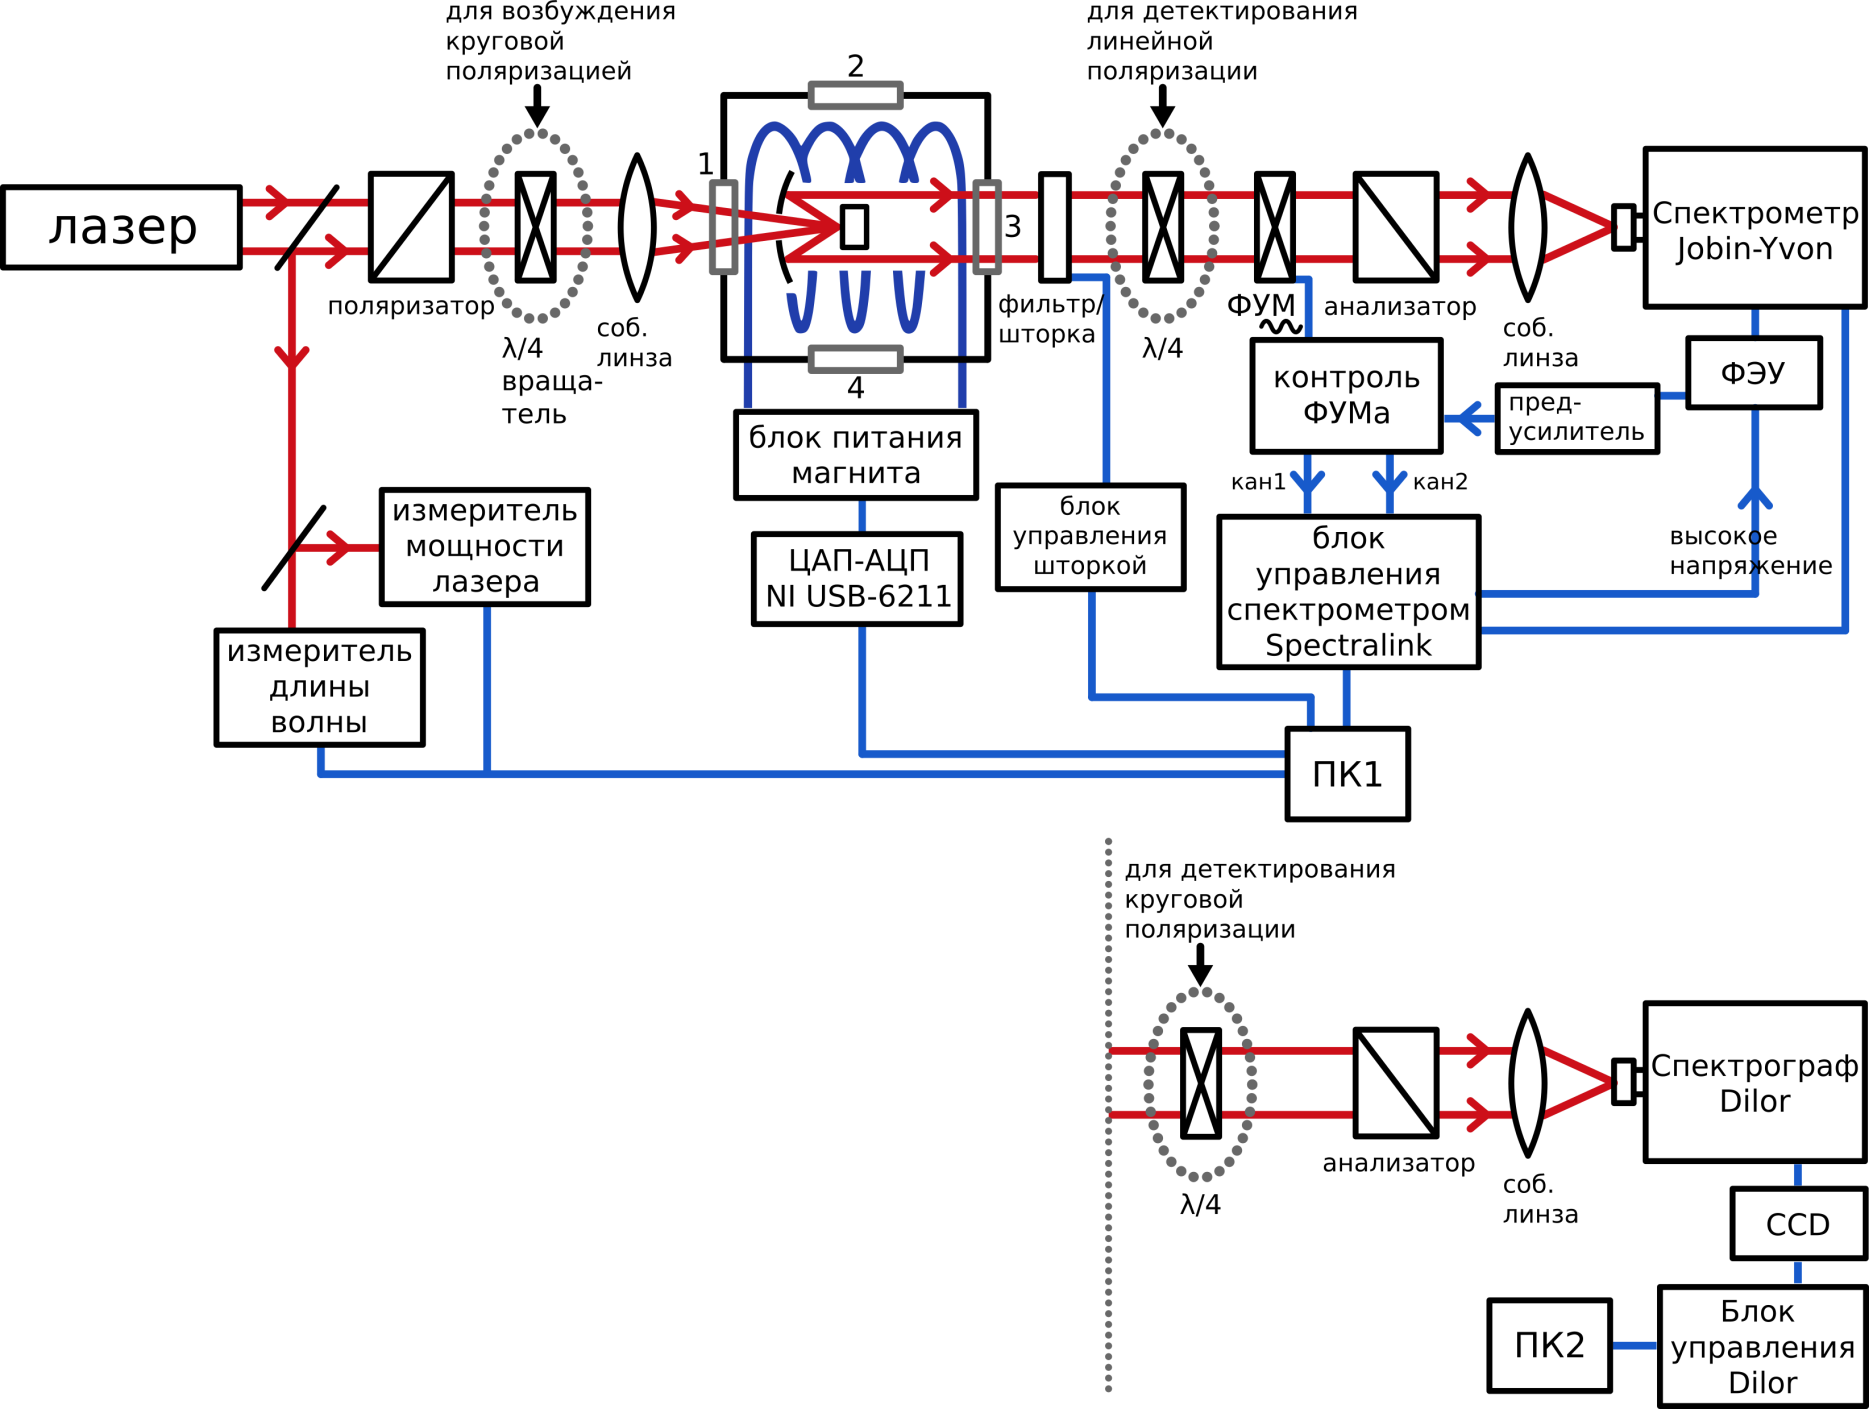 для возбуждения
круговой
поляризацией
для детектирования
линейной
поляризации
2
1
3
4
лазер
поляризатор
λ/4
враща-
тель
соб.
линза
фильтр/
шторка
λ/4
ФУМ
анализатор
соб.
линза
Спектрометр
Jobin-Yvon
ФЭУ
пред-
усилитель
контроль
ФУМа
кан1
кан2
блок питания
магнита
ЦАП-АЦП
NI USB-6211
блок
управления
шторкой
блок
управления
спектрометром
Spectralink
высокое
напряжение
измеритель
мощности
лазера
измеритель
длины
волны
ПК1
для детектирования
круговой
поляризации
λ/4
анализатор
соб.
линза
Спектрограф
Dilor
CCD
Блок
управления
Dilor
ПК2